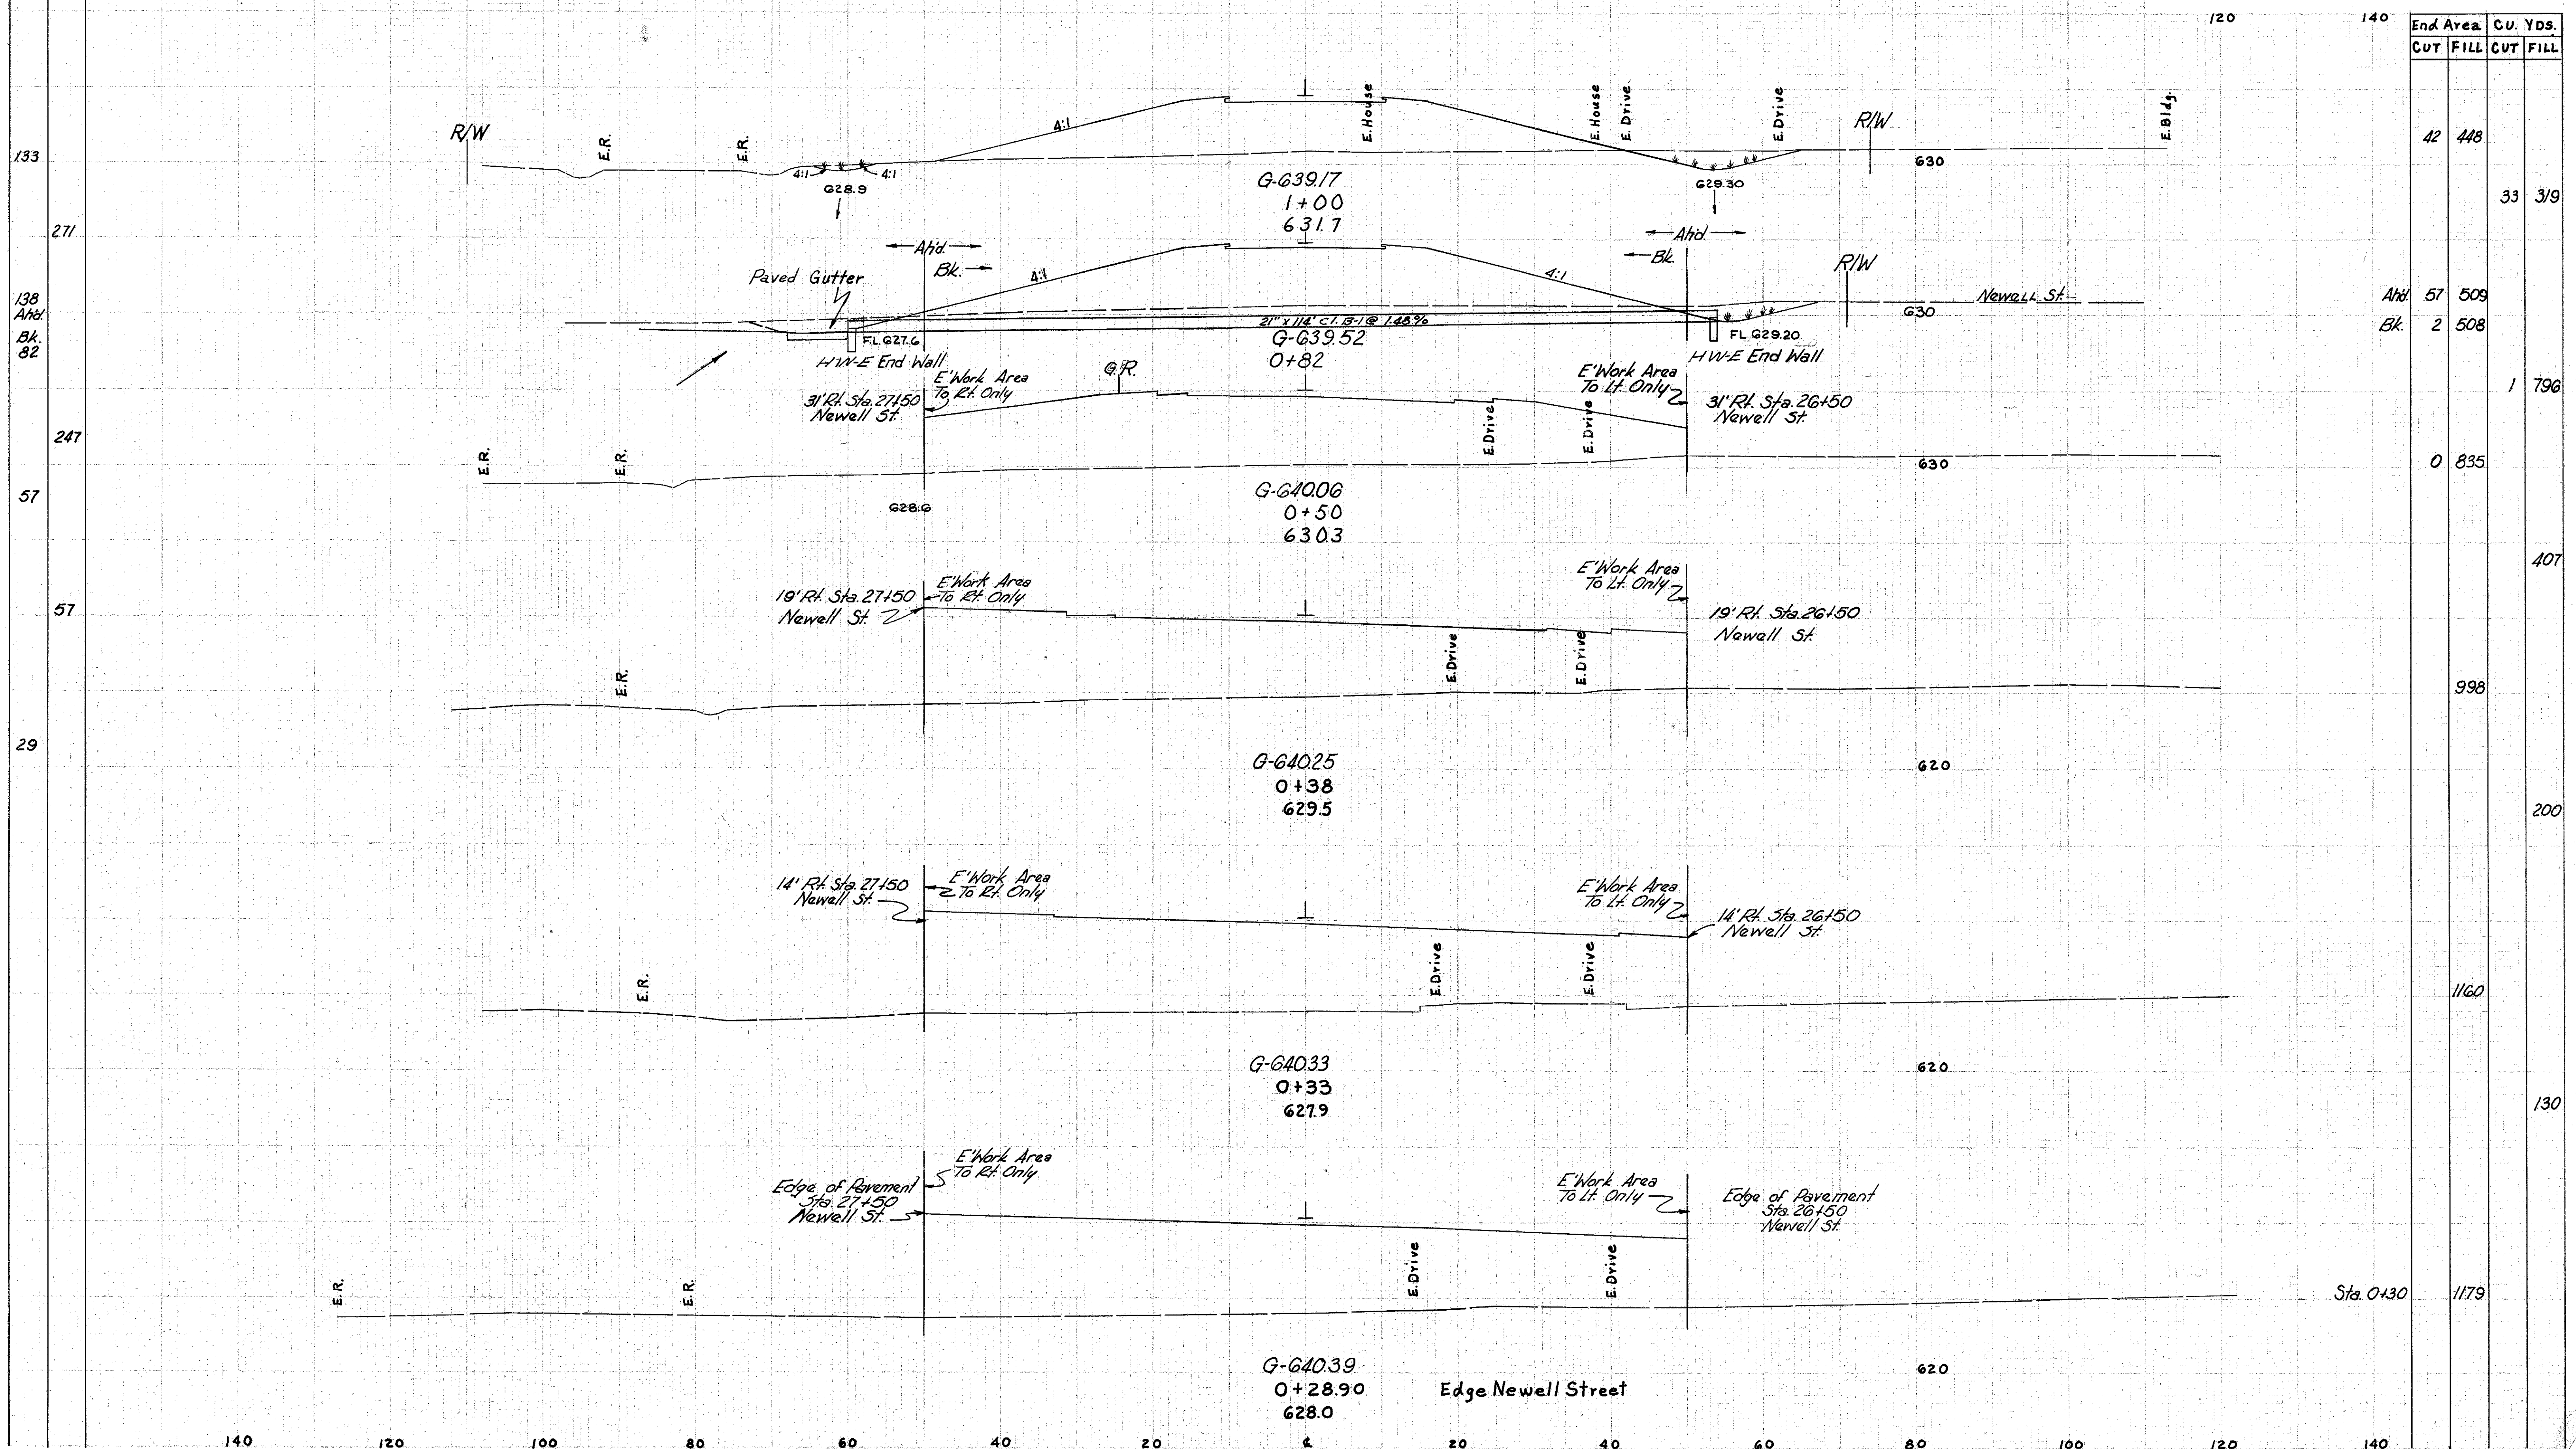 120 140
End Area Cu. YDS.
CUT FILL CUT FILL
R/W E.R. E.R. 4:1 E.House E.House E.Drive E.Drive R/W E.Bldg.
133 42 448
4:1 4:1 630
628.9 629.30
G-639.17
1+00
631.7
33 319
271
Ahd. Ahd.
Bk. Bk.
Paved Gutter 4:1 4:1 R/W
138 Newell St. Ahd. 57 509
Ahd. 630
21" x 114' Cl. B-1 @ 1.48%
Bk. Bk. 2 508
82
FL.627.6 FL.629.20
G-639.52
0+82
HW-E End Wall HW-E End Wall
E'Work Area
To Rt. Only
G.R.
E'Work Area
To Lt. Only
31' Rt. Sta. 27+50
Newell St.
31' Rt. Sta. 26+50
Newell St.
1 796
247
E.R. E.R. E.Drive E.Drive
630 0 835
57
628.6
G-640.06
0+50
630.3
407
E'Work Area
To Rt. Only
E'Work Area
To Lt. Only
57
19' Rt. Sta. 27+50
Newell St.
19' Rt. Sta. 26+50
Newell St.
E.R. E.Drive E.Drive
998
29
G-640.25
0+38
629.5
620
200
14' Rt. Sta. 27+50
Newell St.
E'Work Area
To Rt. Only
E'Work Area
To Lt. Only
14' Rt. Sta. 26+50
Newell St.
E.R. E.Drive E.Drive
1160
G-640.33
0+33
627.9
620
130
E'Work Area
To Rt. Only
Edge of Pavement
Sta. 27+50
Newell St.
E'Work Area
To Lt. Only
Edge of Pavement
Sta. 26+50
Newell St.
E.R. E.R. E.Drive E.Drive
Sta. 0+30 1179
G-640.39
0+28.90
628.0
Edge Newell Street
620
140 120 100 80 60 40 20 ℄ 20 40 60 80 100 120 140